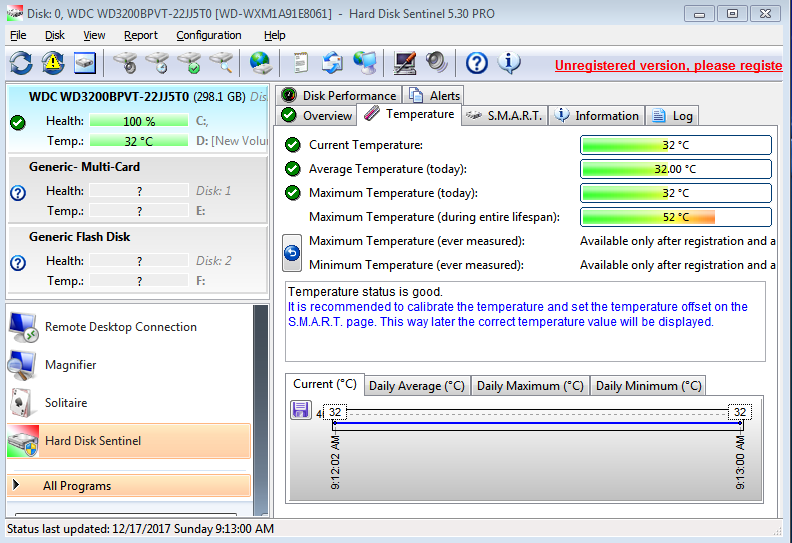 Disk: 0, WDC WD3200BPVT-22JJ5T0 [WD-WXM1A91E8061] - Hard Disk Sentinel 5.30 PRO
File Disk View Report Configuration Help
Unregistered version, please registe
WDC WD3200BPVT-22JJ5T0 (298.1 GB) Dis
Health: 100 % C:,
Temp.: 32 °C D: [New Volu
Generic- Multi-Card
Health: ? Disk: 1
Temp.: ? E:
Generic Flash Disk
Health: ? Disk: 2
Temp.: ? F:
Remote Desktop Connection
Magnifier
Solitaire
Hard Disk Sentinel
All Programs
Disk Performance Alerts
Overview Temperature S.M.A.R.T. Information Log
Current Temperature: 32 °C
Average Temperature (today): 32.00 °C
Maximum Temperature (today): 32 °C
Maximum Temperature (during entire lifespan): 52 °C
Maximum Temperature (ever measured): Available only after registration and a
Minimum Temperature (ever measured): Available only after registration and a
Temperature status is good.
It is recommended to calibrate the temperature and set the temperature offset on the
S.M.A.R.T. page. This way later the correct temperature value will be displayed.
Current (°C) Daily Average (°C) Daily Maximum (°C) Daily Minimum (°C)
32 32
9:12:02 AM 9:13:00 AM
Status last updated: 12/17/2017 Sunday 9:13:00 AM